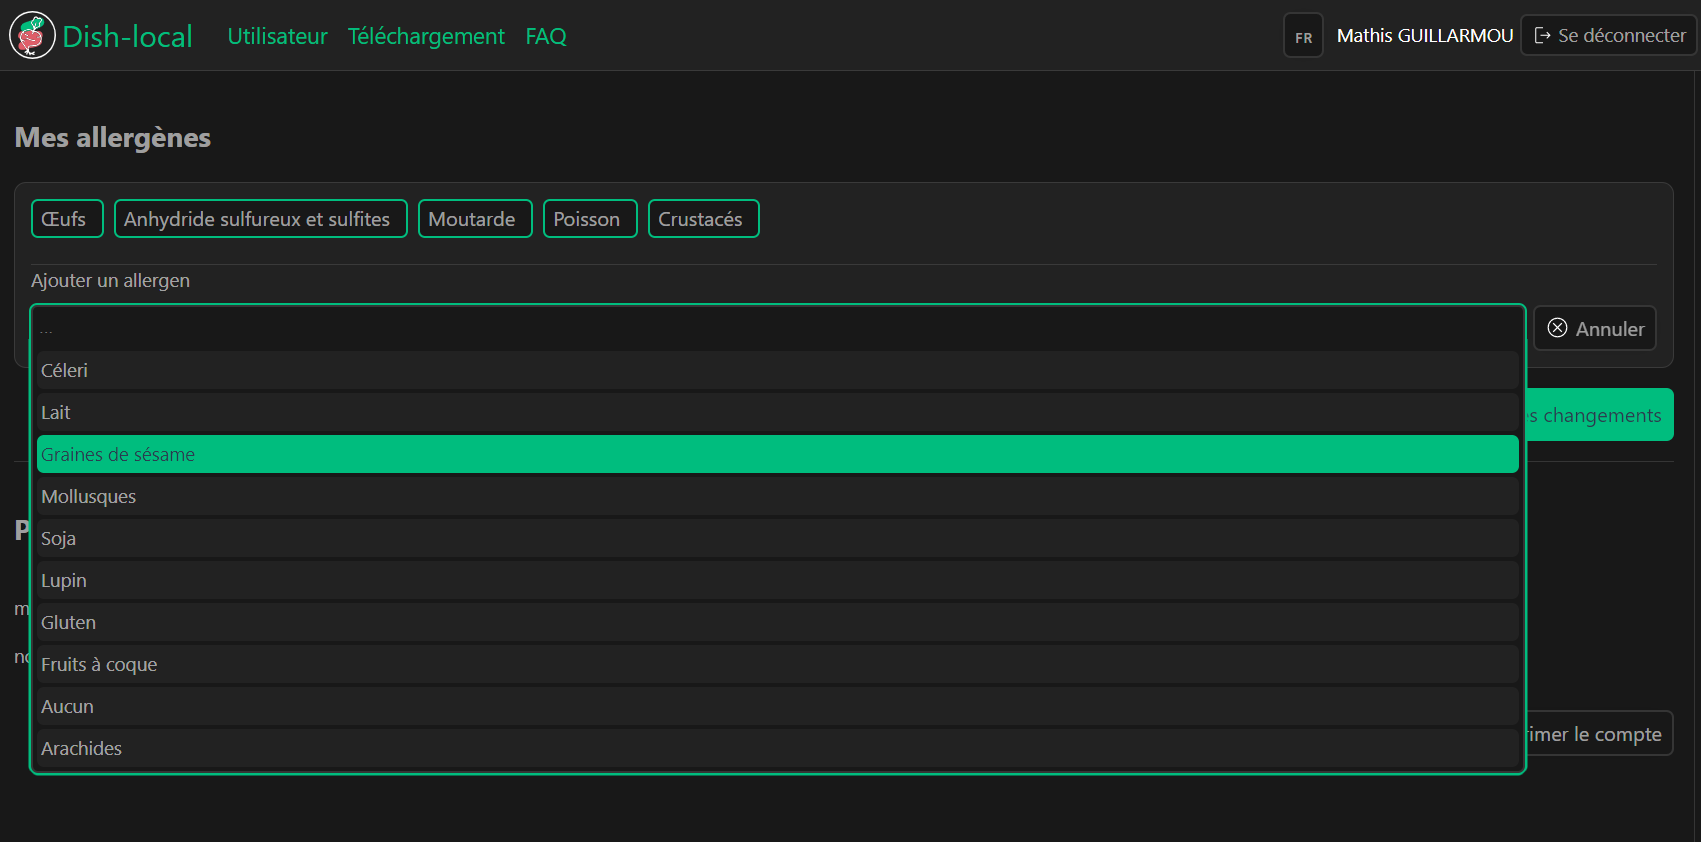 Dish-local Utilisateur Téléchargement FAQ FR Mathis GUILLARMOU Se déconnecter
Mes allergènes
Œufs Anhydride sulfureux et sulfites Moutarde Poisson Crustacés
Ajouter un allergen
... Annuler
Céleri
Lait
changements
Graines de sésame
Mollusques
Soja
Lupin
Gluten
Fruits à coque
Aucun
imer le compte
Arachides